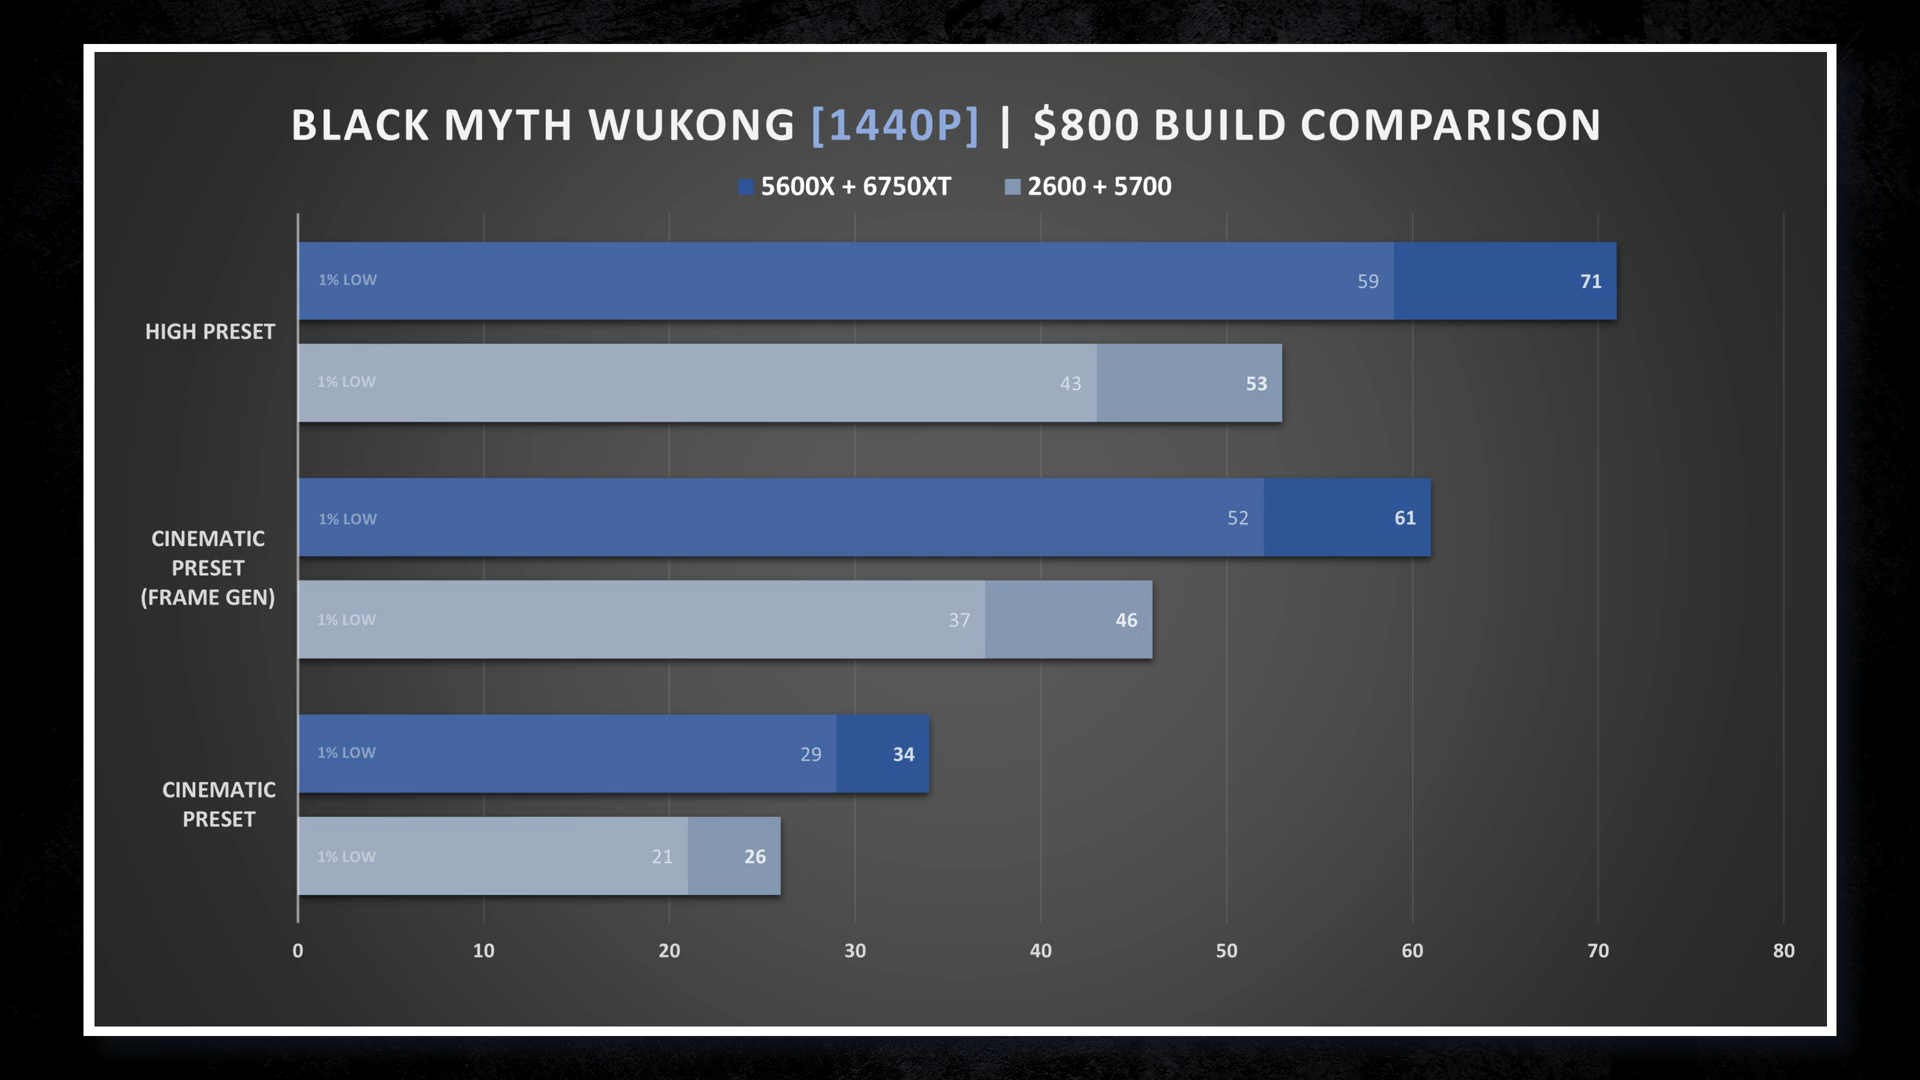 BLACK MYTH WUKONG [1440P] | $800 BUILD COMPARISON
5600X + 6750XT 2600 + 5700
1% LOW 59 71
HIGH PRESET
1% LOW 43 53
1% LOW 52 61
CINEMATIC
PRESET
(FRAME GEN)
1% LOW 37 46
1% LOW 29 34
CINEMATIC
PRESET
1% LOW 21 26
0 10 20 30 40 50 60 70 80